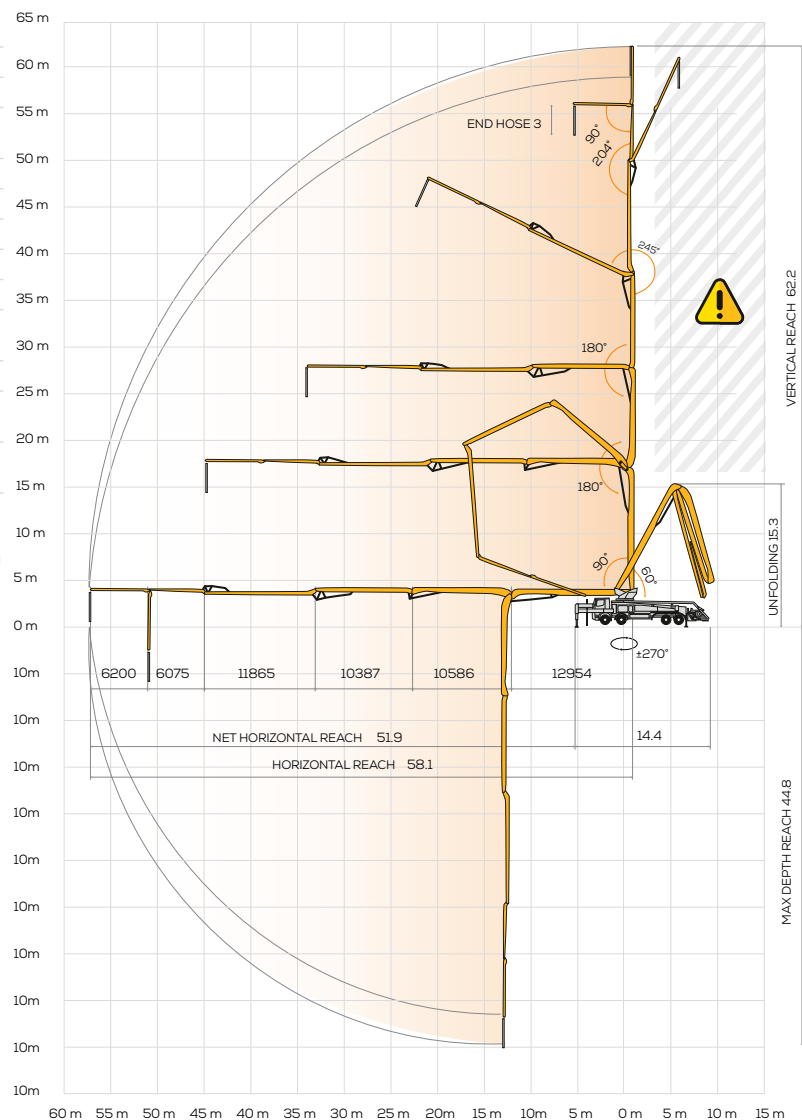 65 m
60 m
55 m
END HOSE 3
90°
204°
50 m
45 m
40 m
245°
35 m
VERTICAL REACH 62.2
30 m
180°
25 m
20 m
15 m
180°
10 m
UNFOLDING 15.3
5 m
90°
60°
0 m
±270°
10m
6200 6075 11865 10387 10586 12954
10m
NET HORIZONTAL REACH 51.9
14.4
10m
HORIZONTAL REACH 58.1
10m
10m
MAX DEPTH REACH 44.8
10m
10m
10m
10m
10m
60 m 55 m 50 m 45 m 40 m 35 m 30 m 25 m 20m 15 m 10m 5 m 0 m 5 m 10 m 15 m